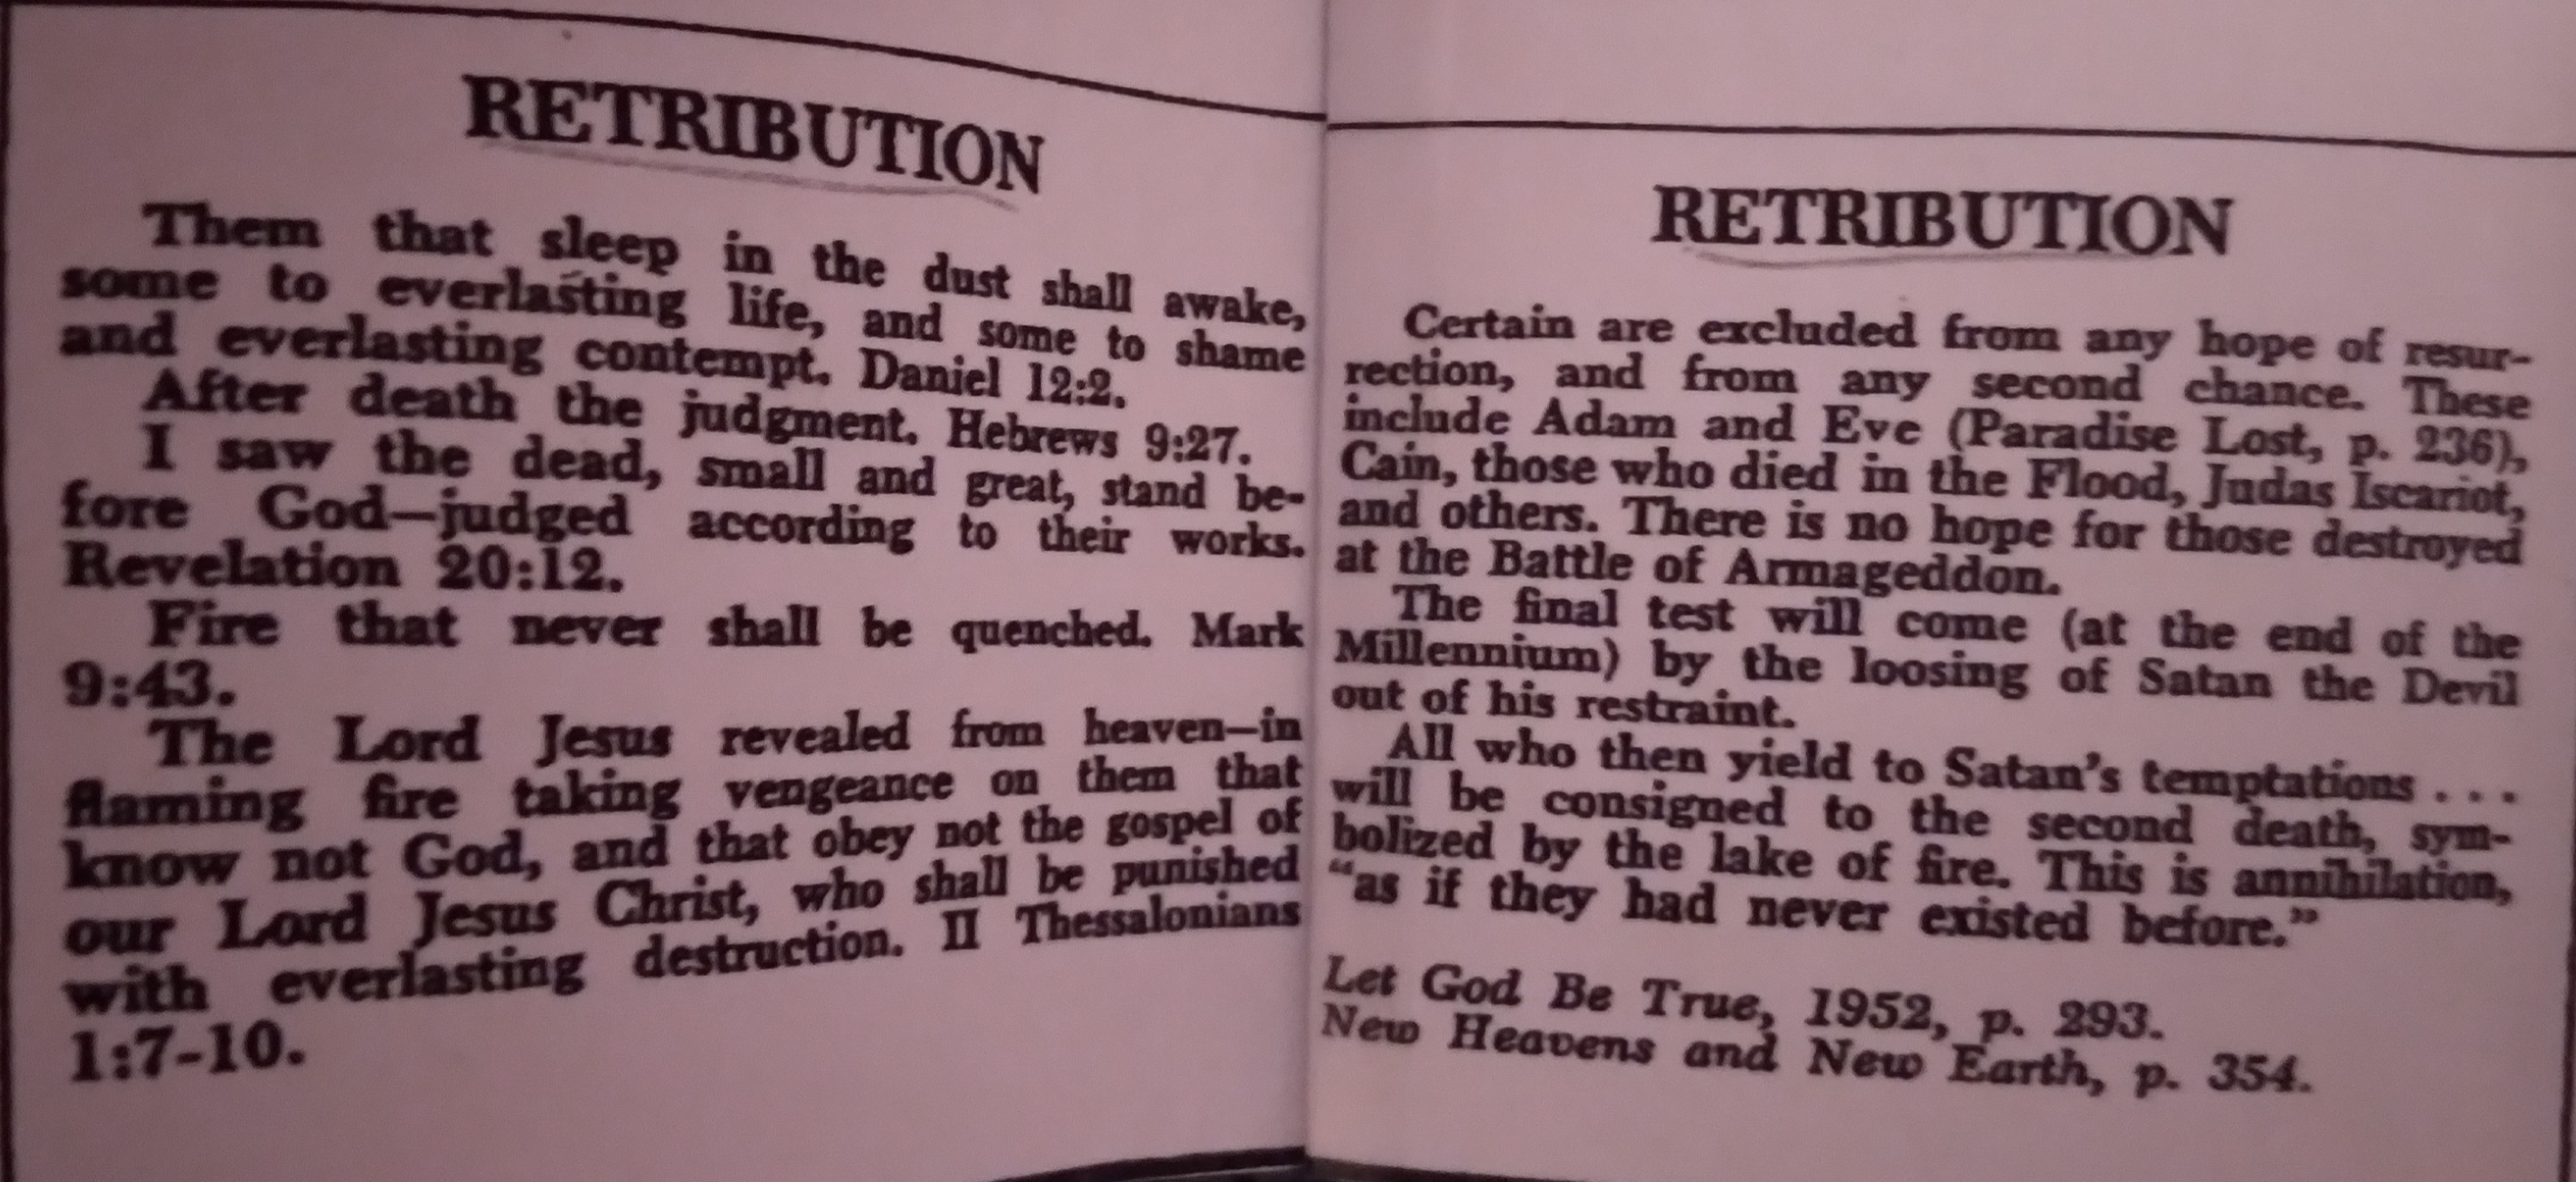 RETRIBUTION
Them that sleep in the dust shall awake,
some to everlasting life, and some to shame
and everlasting contempt. Daniel 12:2.
After death the judgment. Hebrews 9:27.
I saw the dead, small and great, stand be-
fore God—judged according to their works.
Revelation 20:12.
Fire that never shall be quenched. Mark
9:43.
The Lord Jesus revealed from heaven—in
flaming fire taking vengeance on them that
know not God, and that obey not the gospel of
our Lord Jesus Christ, who shall be punished
with everlasting destruction. II Thessalonians
1:7-10.
RETRIBUTION
Certain are excluded from any hope of resur-
rection, and from any second chance. These
include Adam and Eve (Paradise Lost, p. 236),
Cain, those who died in the Flood, Judas Iscariot,
and others. There is no hope for those destroyed
at the Battle of Armageddon.
The final test will come (at the end of the
Millennium) by the loosing of Satan the Devil
out of his restraint.
All who then yield to Satan's temptations . . .
will be consigned to the second death, sym-
bolized by the lake of fire. This is annihilation,
“as if they had never existed before.”
Let God Be True, 1952, p. 293.
New Heavens and New Earth, p. 354.